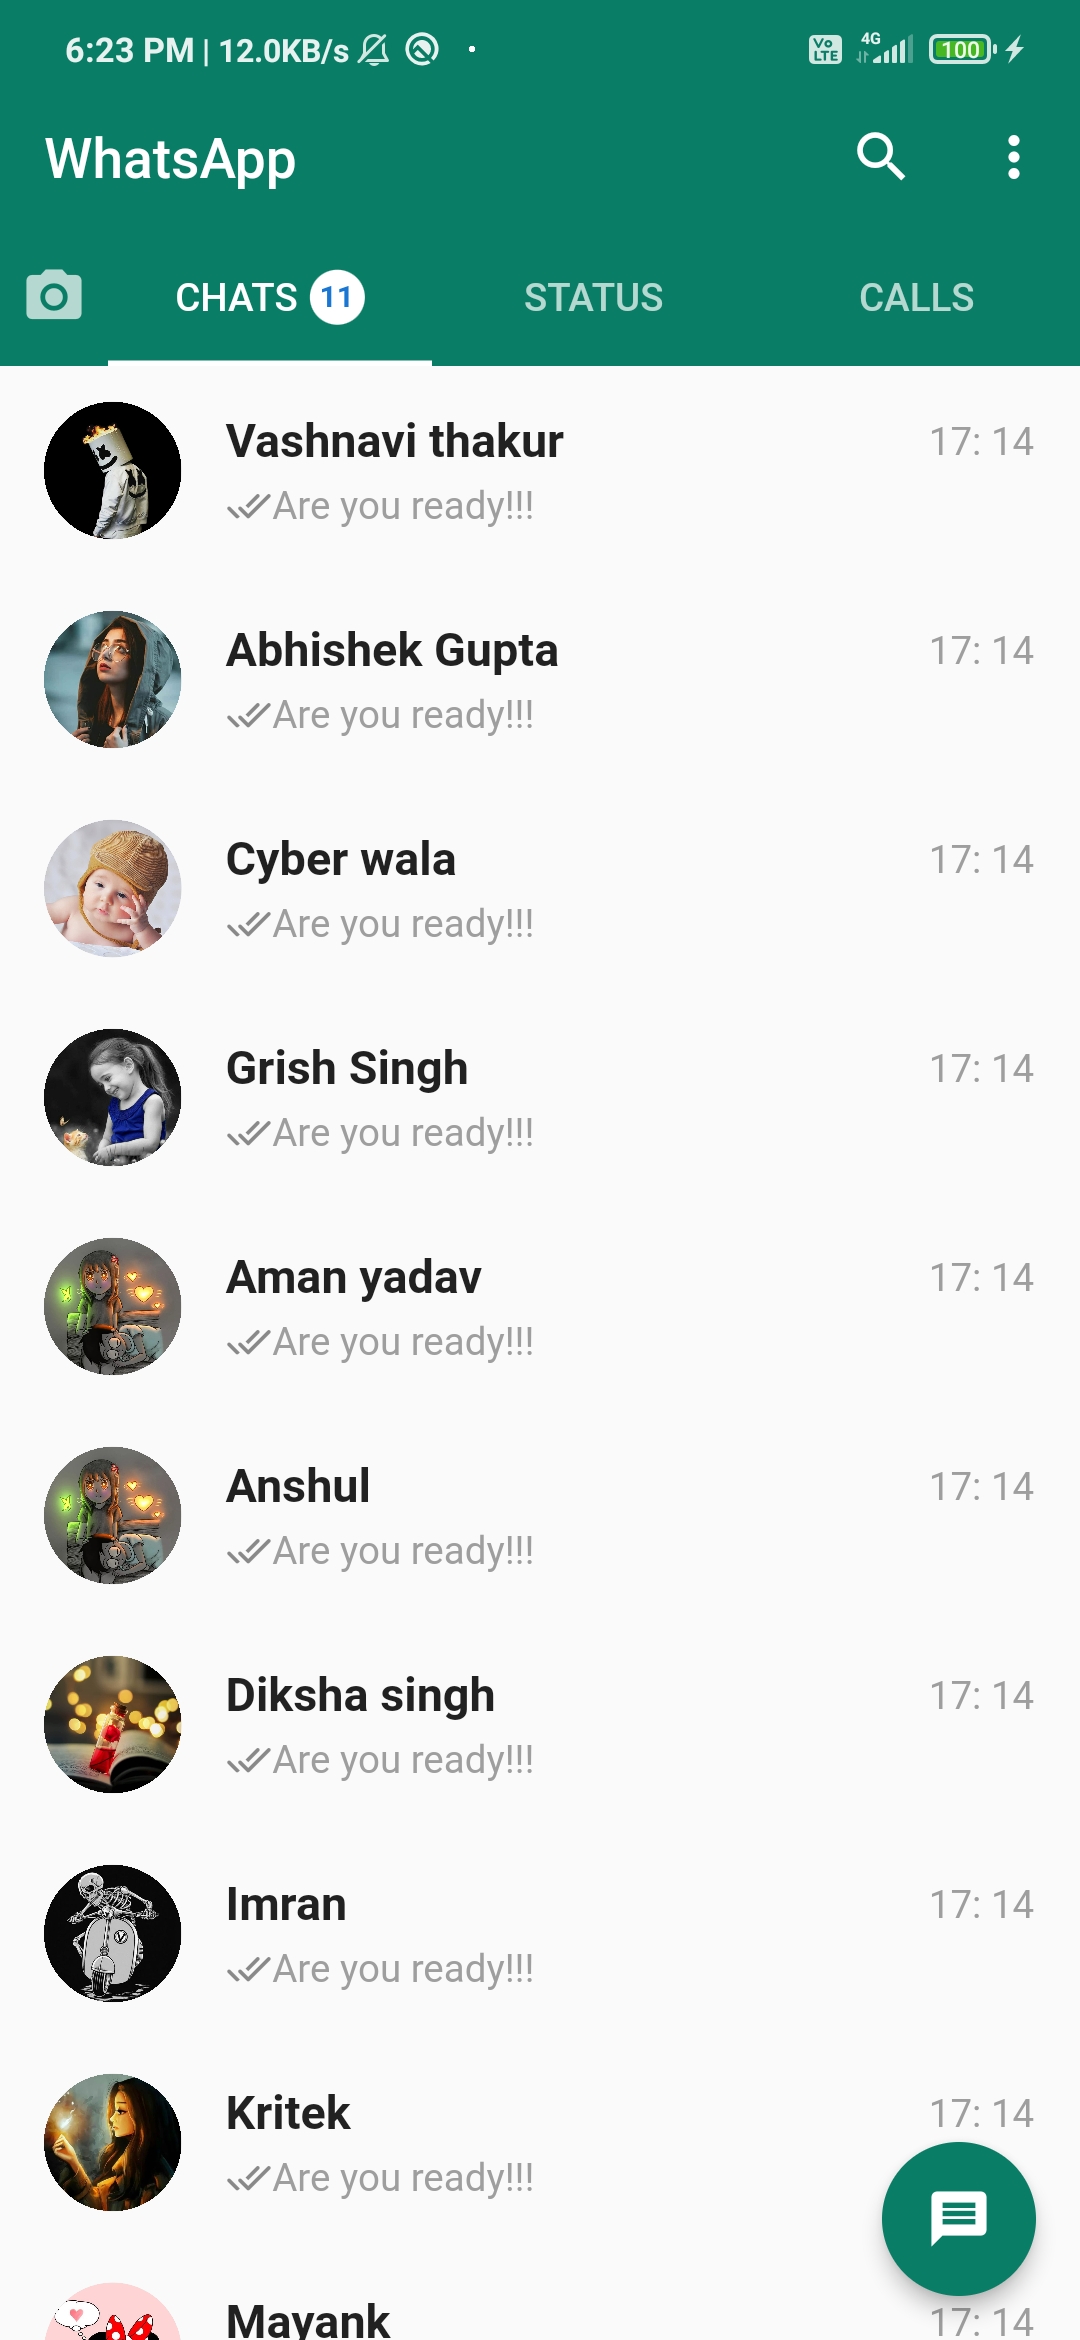 6:23 PM | 12.0KB/s
Vo LTE 4G 100
WhatsApp
CHATS 11 STATUS CALLS
Vashnavi thakur 17: 14
Are you ready!!!
Abhishek Gupta 17: 14
Are you ready!!!
Cyber wala 17: 14
Are you ready!!!
Grish Singh 17: 14
Are you ready!!!
Aman yadav 17: 14
Are you ready!!!
Anshul 17: 14
Are you ready!!!
Diksha singh 17: 14
Are you ready!!!
Imran 17: 14
Are you ready!!!
Kritek 17: 14
Are you ready!!!
Mayank 17: 14